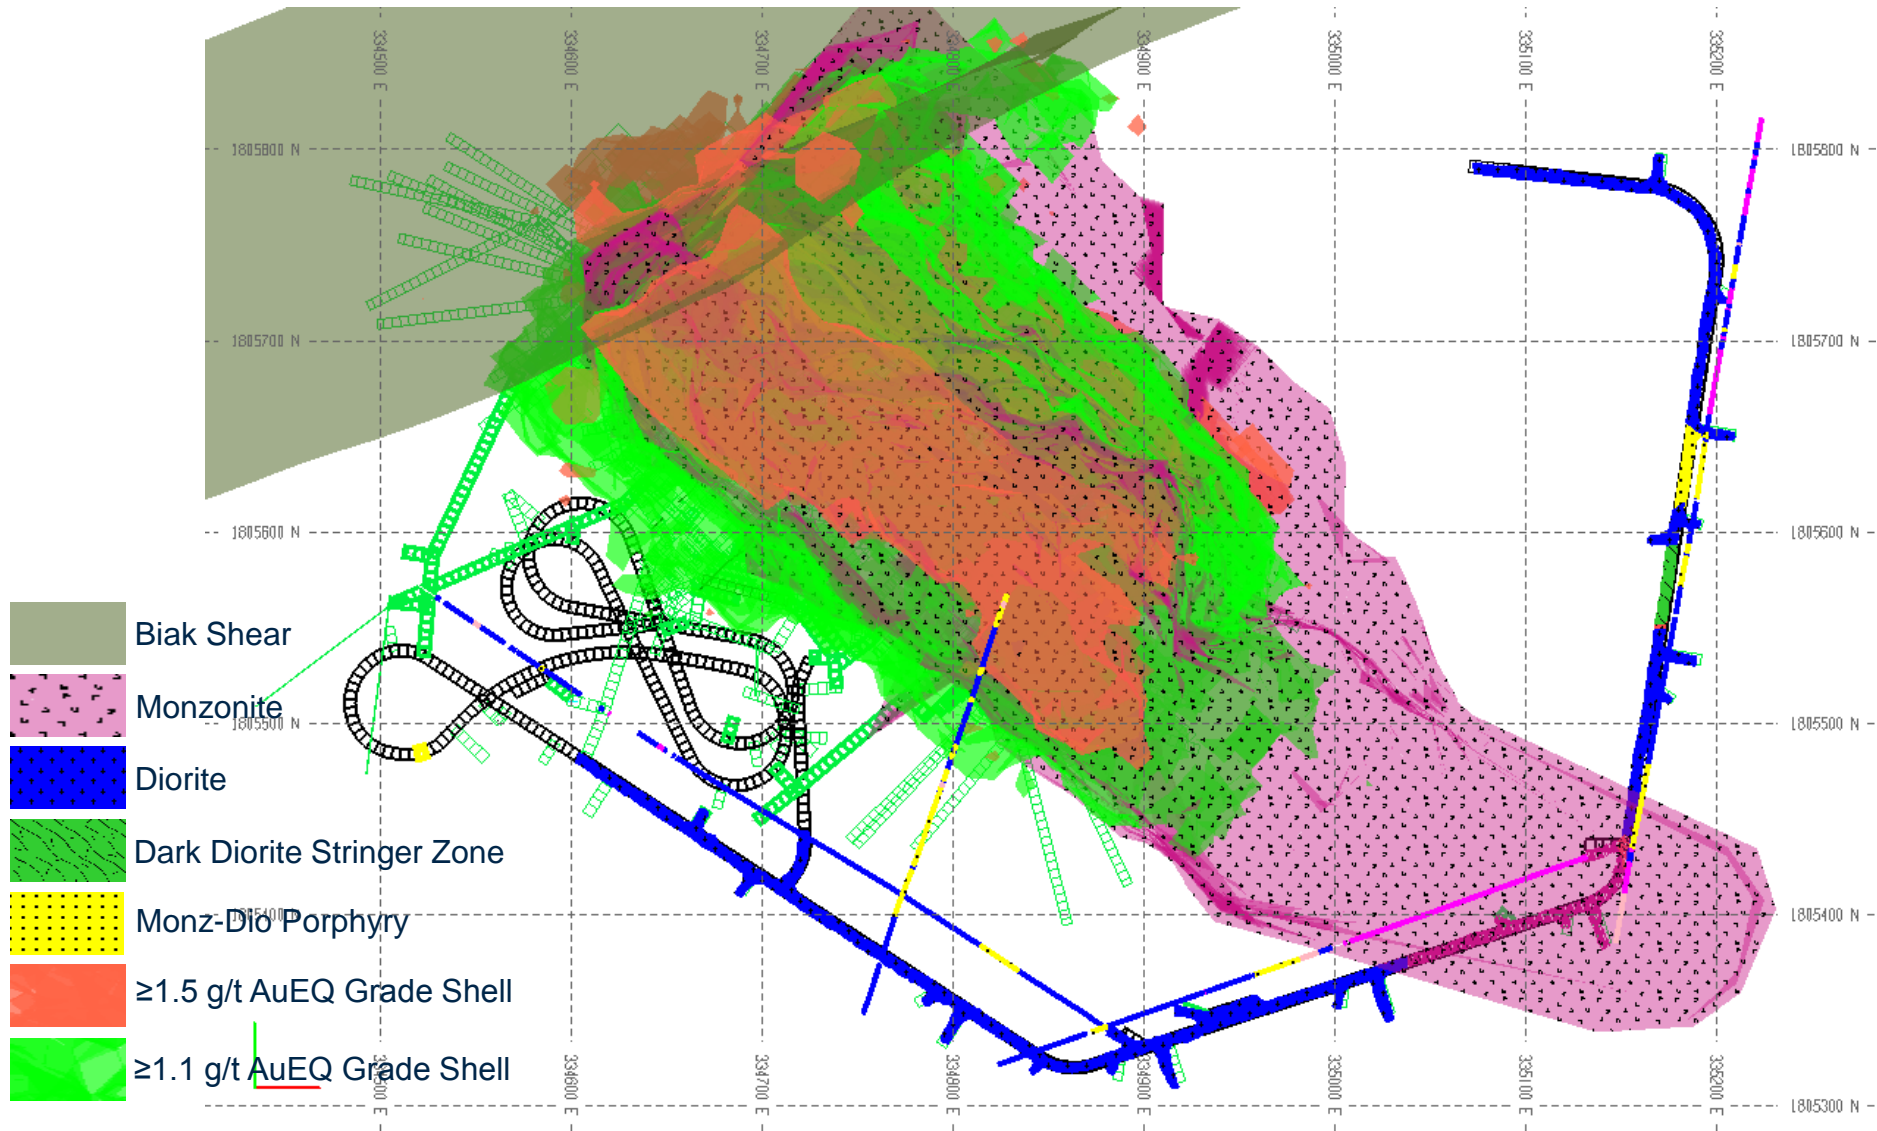 334500 E
334600 E
334700 E
334800 E
334900 E
335000 E
335100 E
335200 E
1805800 N
1805800 N
1805700 N
1805700 N
1805600 N
1805600 N
Biak Shear
Monzonite
1805500 N
1805500 N
Diorite
Dark Diorite Stringer Zone
Monz-Dio Porphyry
1805400 N
1805400 N
≥1.5 g/t AuEQ Grade Shell
≥1.1 g/t AuEQ Grade Shell
334500 E
334600 E
334700 E
334800 E
334900 E
335000 E
335100 E
335200 E
1805300 N